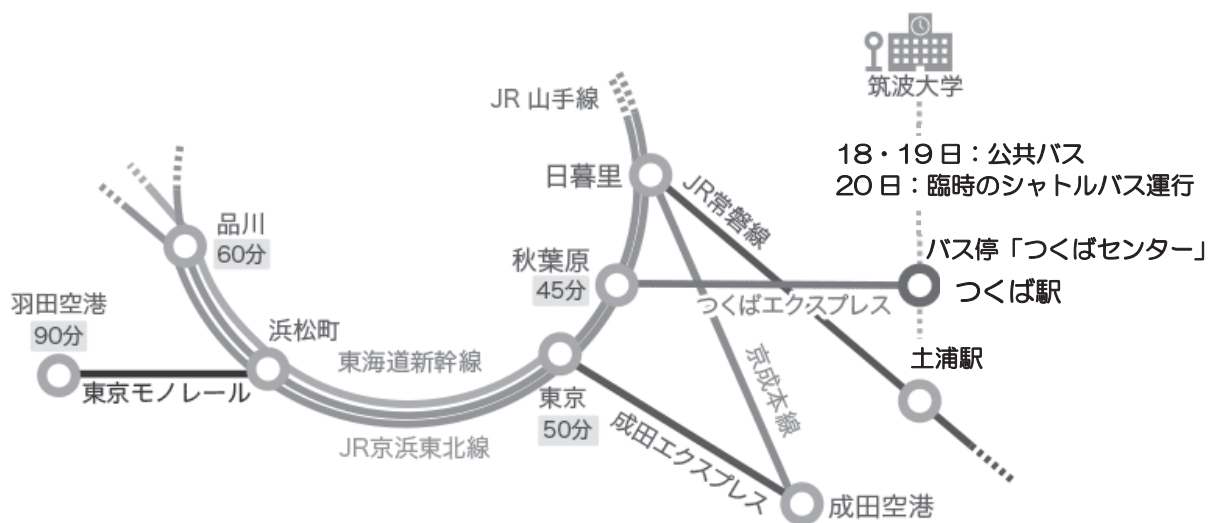 筑波大学
JR 山手線
18・19 日：公共バス
日暮里
20 日：臨時のシャトルバス運行
JR常磐線
品川
60分
バス停「つくばセンター」
秋葉原
45分
つくば駅
羽田空港
90分
つくばエクスプレス
浜松町
東海道新幹線
土浦駅
東京モノレール
東京
50分
京成本線
成田エクスプレス
JR京浜東北線
成田空港